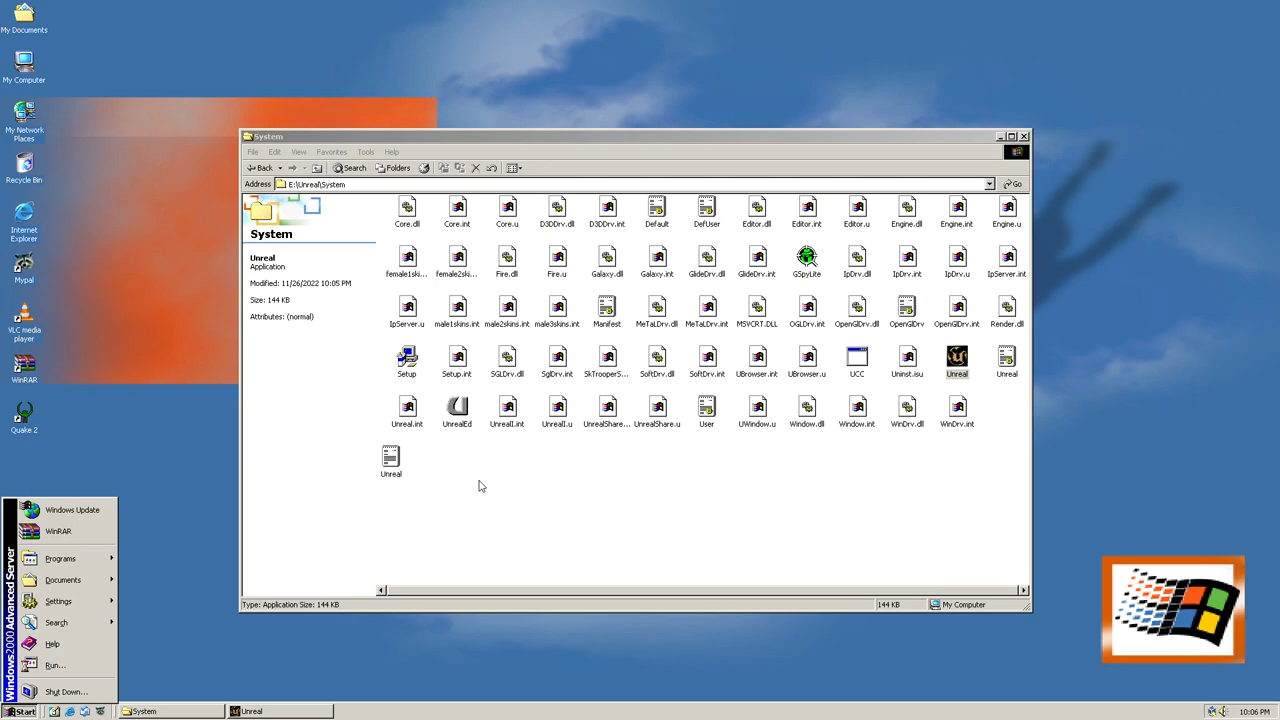 My Documents
My Computer
My Network
Places
Recycle Bin
Internet
Explorer
Mypal
VLC media
player
WinRAR
Quake 2
System
File Edit View Favorites Tools Help
Back Search Folders
Address E:\Unreal\System Go
System
Unreal
Application
Modified: 11/26/2022 10:05 PM
Size: 144 KB
Attributes: (normal)
Core.dll Core.int Core.u D3DDrv.dll D3DDrv.int Default DefUser Editor.dll Editor.int Editor.u Engine.dll Engine.int Engine.u
female1ski... female2ski... Fire.dll Fire.u Galaxy.dll Galaxy.int GlideDrv.dll GlideDrv.int GSpyLite IpDrv.dll IpDrv.int IpDrv.u IpServer.int
IpServer.u male1skins.int male2skins.int male3skins.int Manifest MeTaLDrv.dll MeTaLDrv.int MSVCRT.DLL OGLDrv.int OpenGlDrv.dll OpenGlDrv OpenGlDrv.int Render.dll
Setup Setup.int SGLDrv.dll SglDrv.int SkTrooperS... SoftDrv.dll SoftDrv.int UBrowser.int UBrowser.u UCC Uninst.isu Unreal Unreal
Unreal.int UnrealEd UnrealI.int UnrealI.u UnrealShare... UnrealShare.u User UWindow.u Window.dll Window.int WinDrv.dll WinDrv.int
Unreal
Type: Application Size: 144 KB 144 KB My Computer
Windows 2000 Advanced Server
Windows Update
WinRAR
Programs
Documents
Settings
Search
Help
Run...
Shut Down...
Start System Unreal 10:06 PM